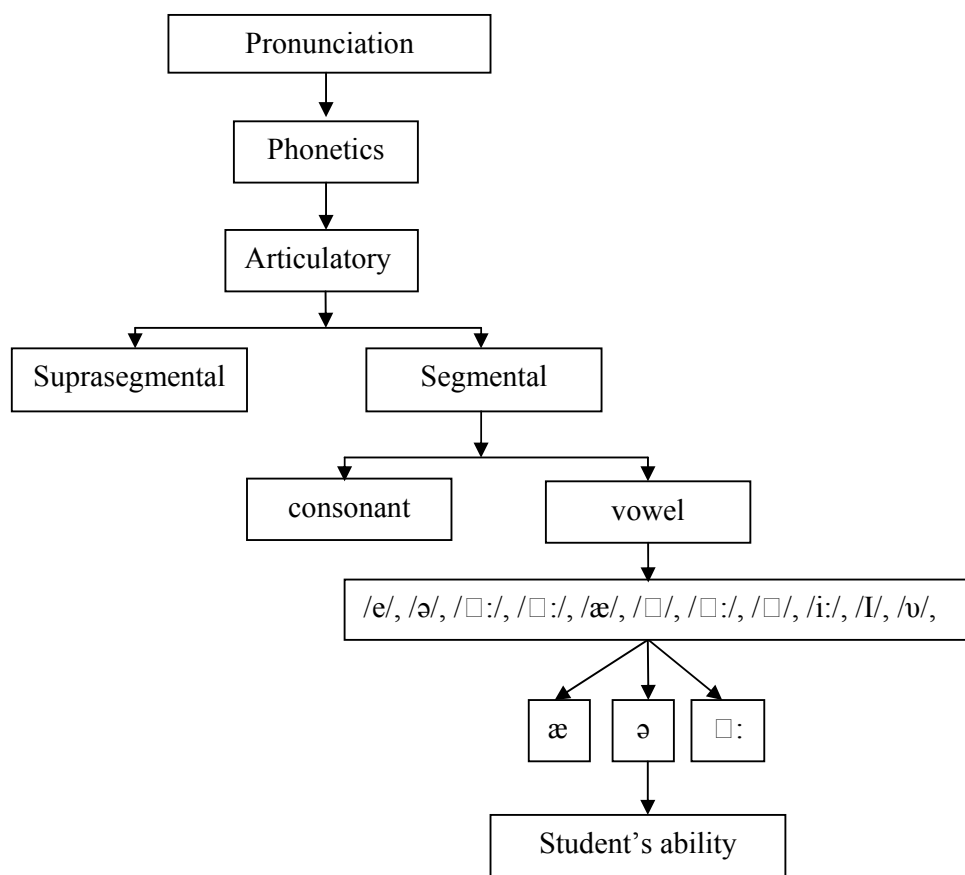 Pronunciation
Phonetics
Articulatory
Suprasegmental
Segmental
consonant
vowel
/e/, /ə/, /□:/, /□:/, /æ/, /□/, /□:/, /□/, /i:/, /I/, /ʋ/,
æ
ə
□:
Student’s ability